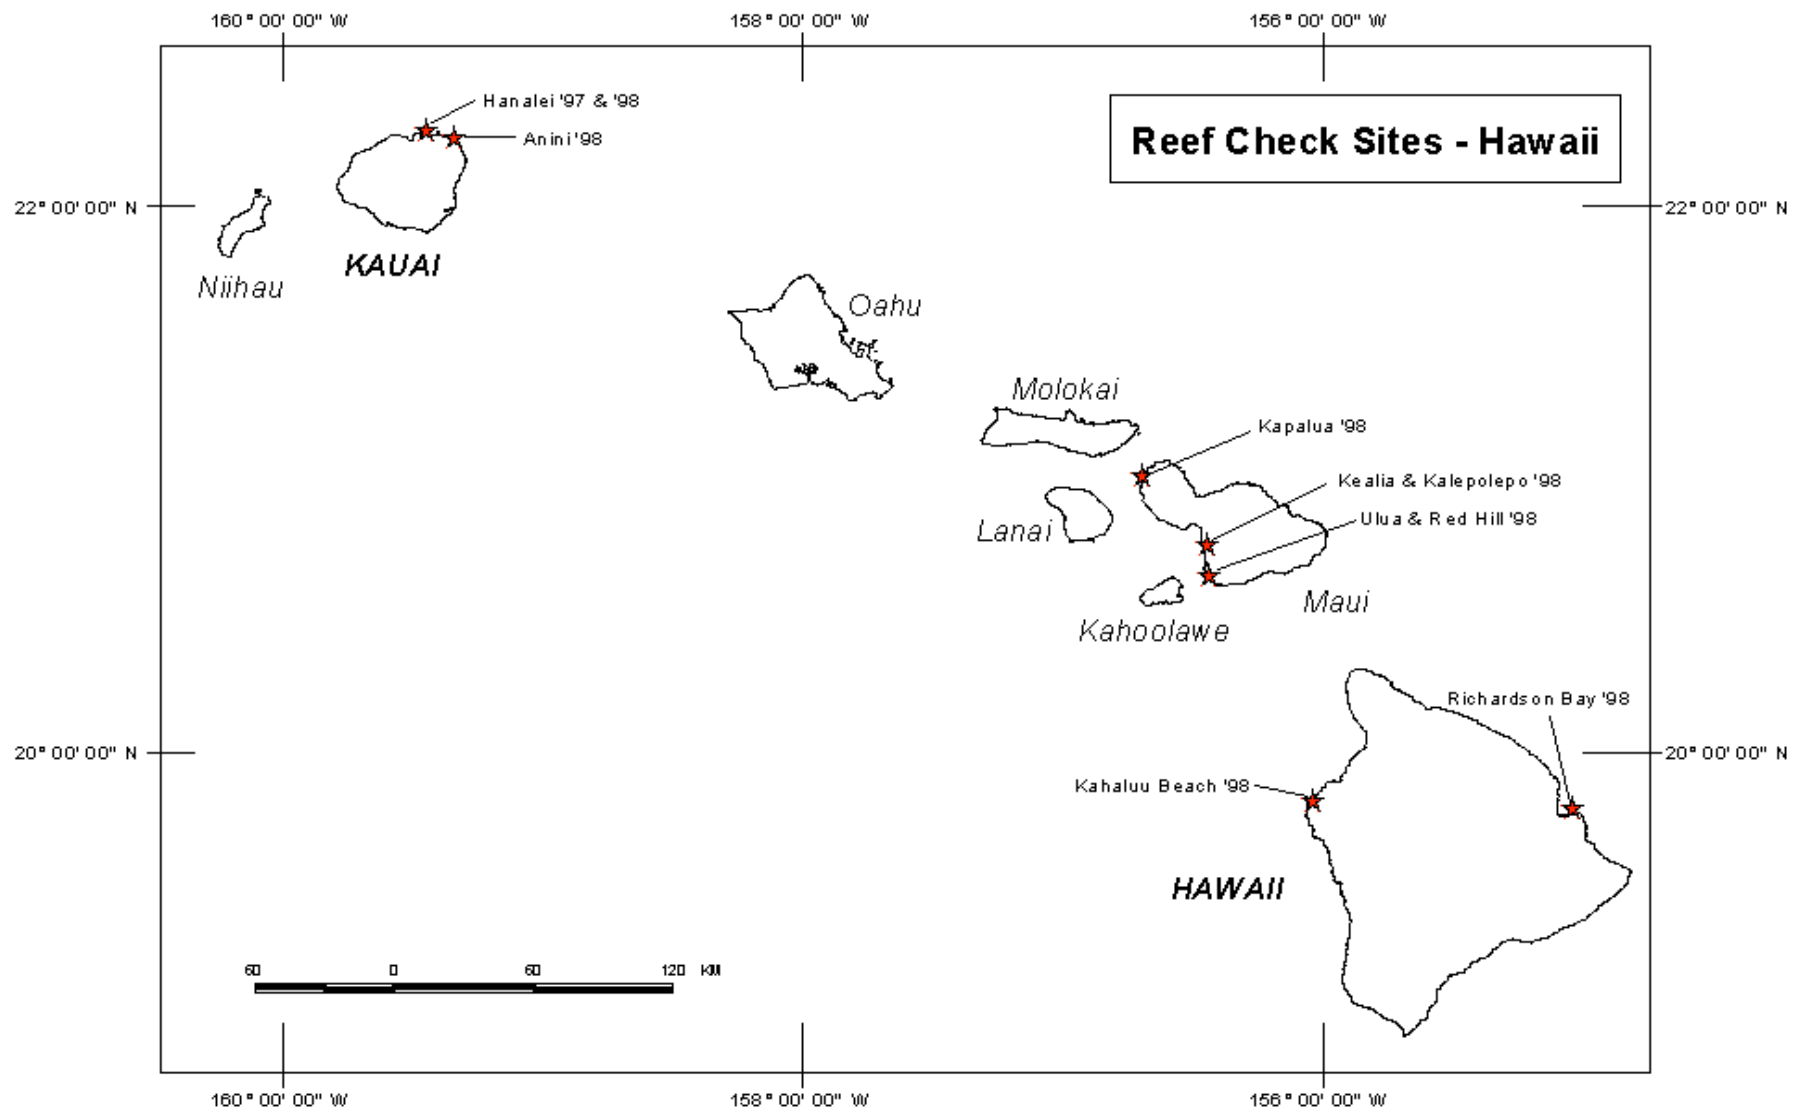 160° 00' 00" W 158° 00' 00" W 156° 00' 00" W
Hanalei '97 & '98
Anini '98
Reef Check Sites - Hawaii
22° 00' 00" N 22° 00' 00" N
KAUAI
Niihau
Oahu
Molokai
Kapalua '98
Kealia & Kalepolepo '98
Ulua & Red Hill '98
Lanai
Maui
Kahoolawe
Richardson Bay '98
20° 00' 00" N 20° 00' 00" N
Kahaluu Beach '98
HAWAII
60 0 60 120 KM
160° 00' 00" W 158° 00' 00" W 156° 00' 00" W